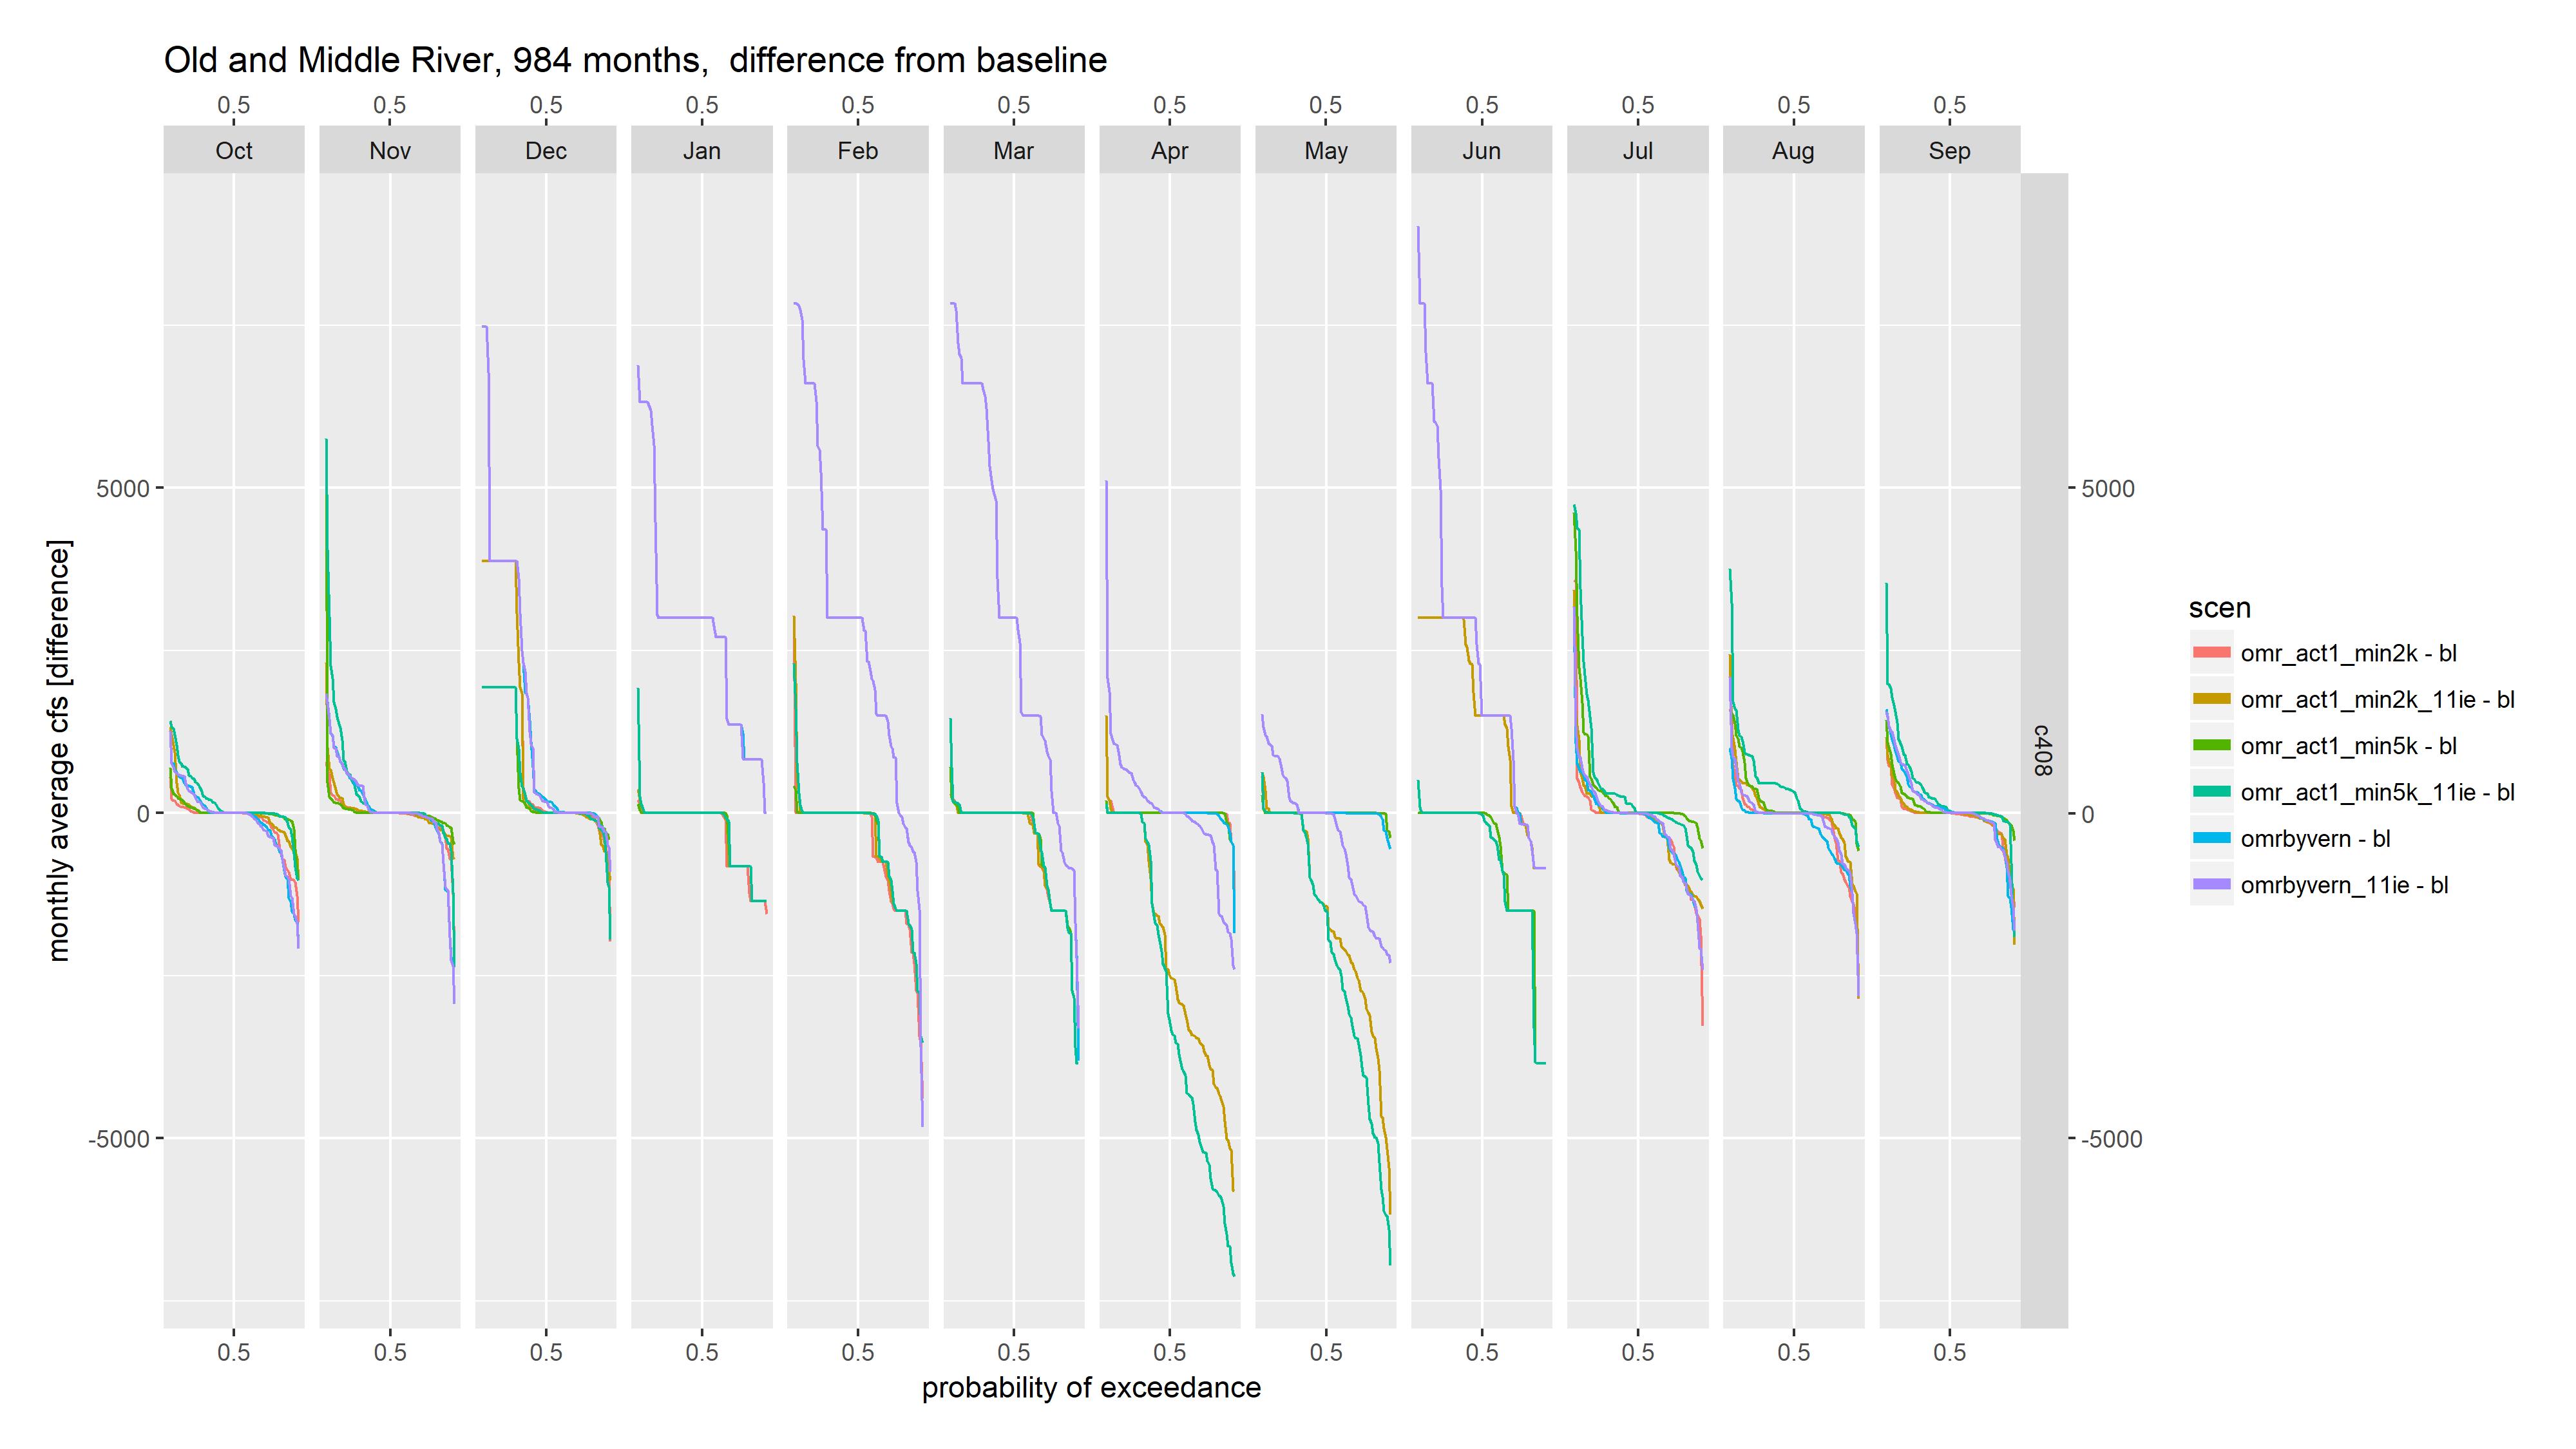 Old and Middle River, 984 months,  difference from baseline
0.5 0.5 0.5 0.5 0.5 0.5 0.5 0.5 0.5 0.5 0.5 0.5
Oct Nov Dec Jan Feb Mar Apr May Jun Jul Aug Sep
monthly average cfs [difference]
5000
0
-5000
c408
5000
0
-5000
0.5 0.5 0.5 0.5 0.5 0.5 0.5 0.5 0.5 0.5 0.5 0.5
probability of exceedance
scen
omr_act1_min2k - bl
omr_act1_min2k_11ie - bl
omr_act1_min5k - bl
omr_act1_min5k_11ie - bl
omrbyvern - bl
omrbyvern_11ie - bl